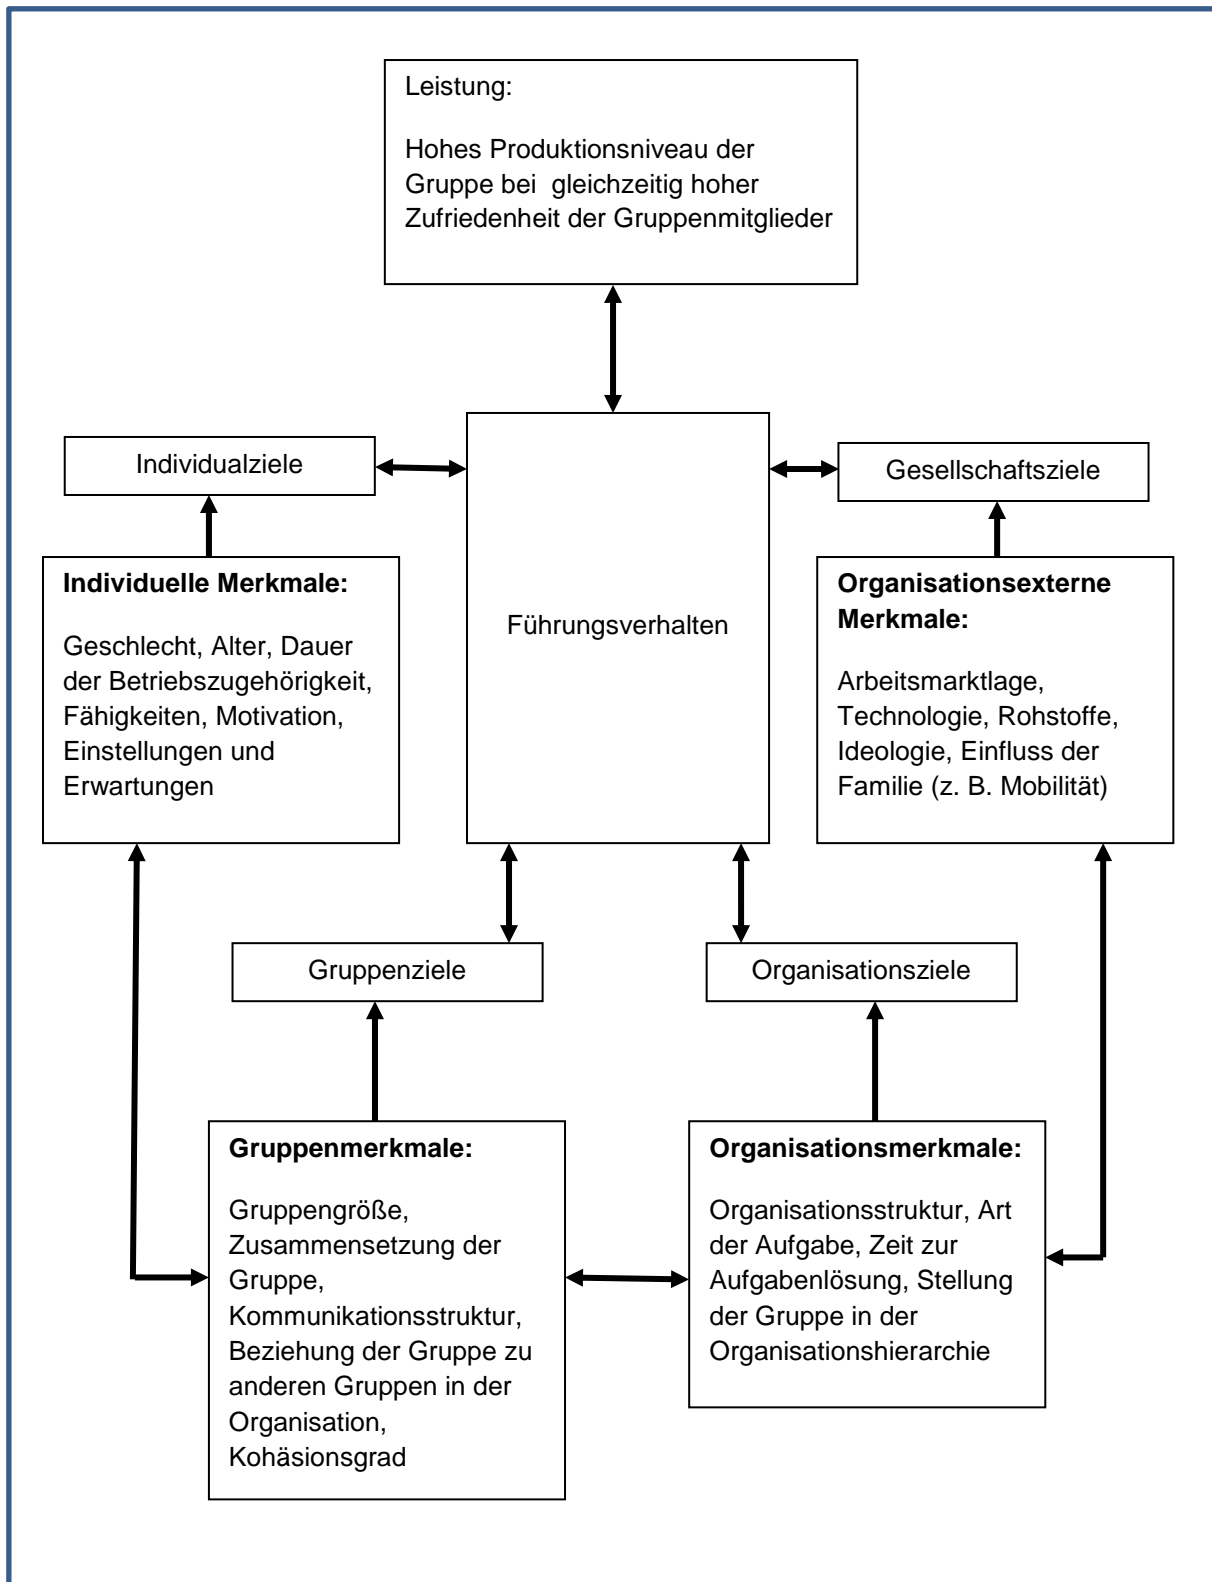 Leistung:
Hohes Produktionsniveau der
Gruppe bei  gleichzeitig hoher
Zufriedenheit der Gruppenmitglieder
Individualziele
Führungsverhalten
Gesellschaftsziele
Individuelle Merkmale:
Geschlecht, Alter, Dauer
der Betriebszugehörigkeit,
Fähigkeiten, Motivation,
Einstellungen und
Erwartungen
Organisationsexterne
Merkmale:
Arbeitsmarktlage,
Technologie, Rohstoffe,
Ideologie, Einfluss der
Familie (z. B. Mobilität)
Gruppenziele
Organisationsziele
Gruppenmerkmale:
Gruppengröße,
Zusammensetzung der
Gruppe,
Kommunikationsstruktur,
Beziehung der Gruppe zu
anderen Gruppen in der
Organisation,
Kohäsionsgrad
Organisationsmerkmale:
Organisationsstruktur, Art
der Aufgabe, Zeit zur
Aufgabenlösung, Stellung
der Gruppe in der
Organisationshierarchie